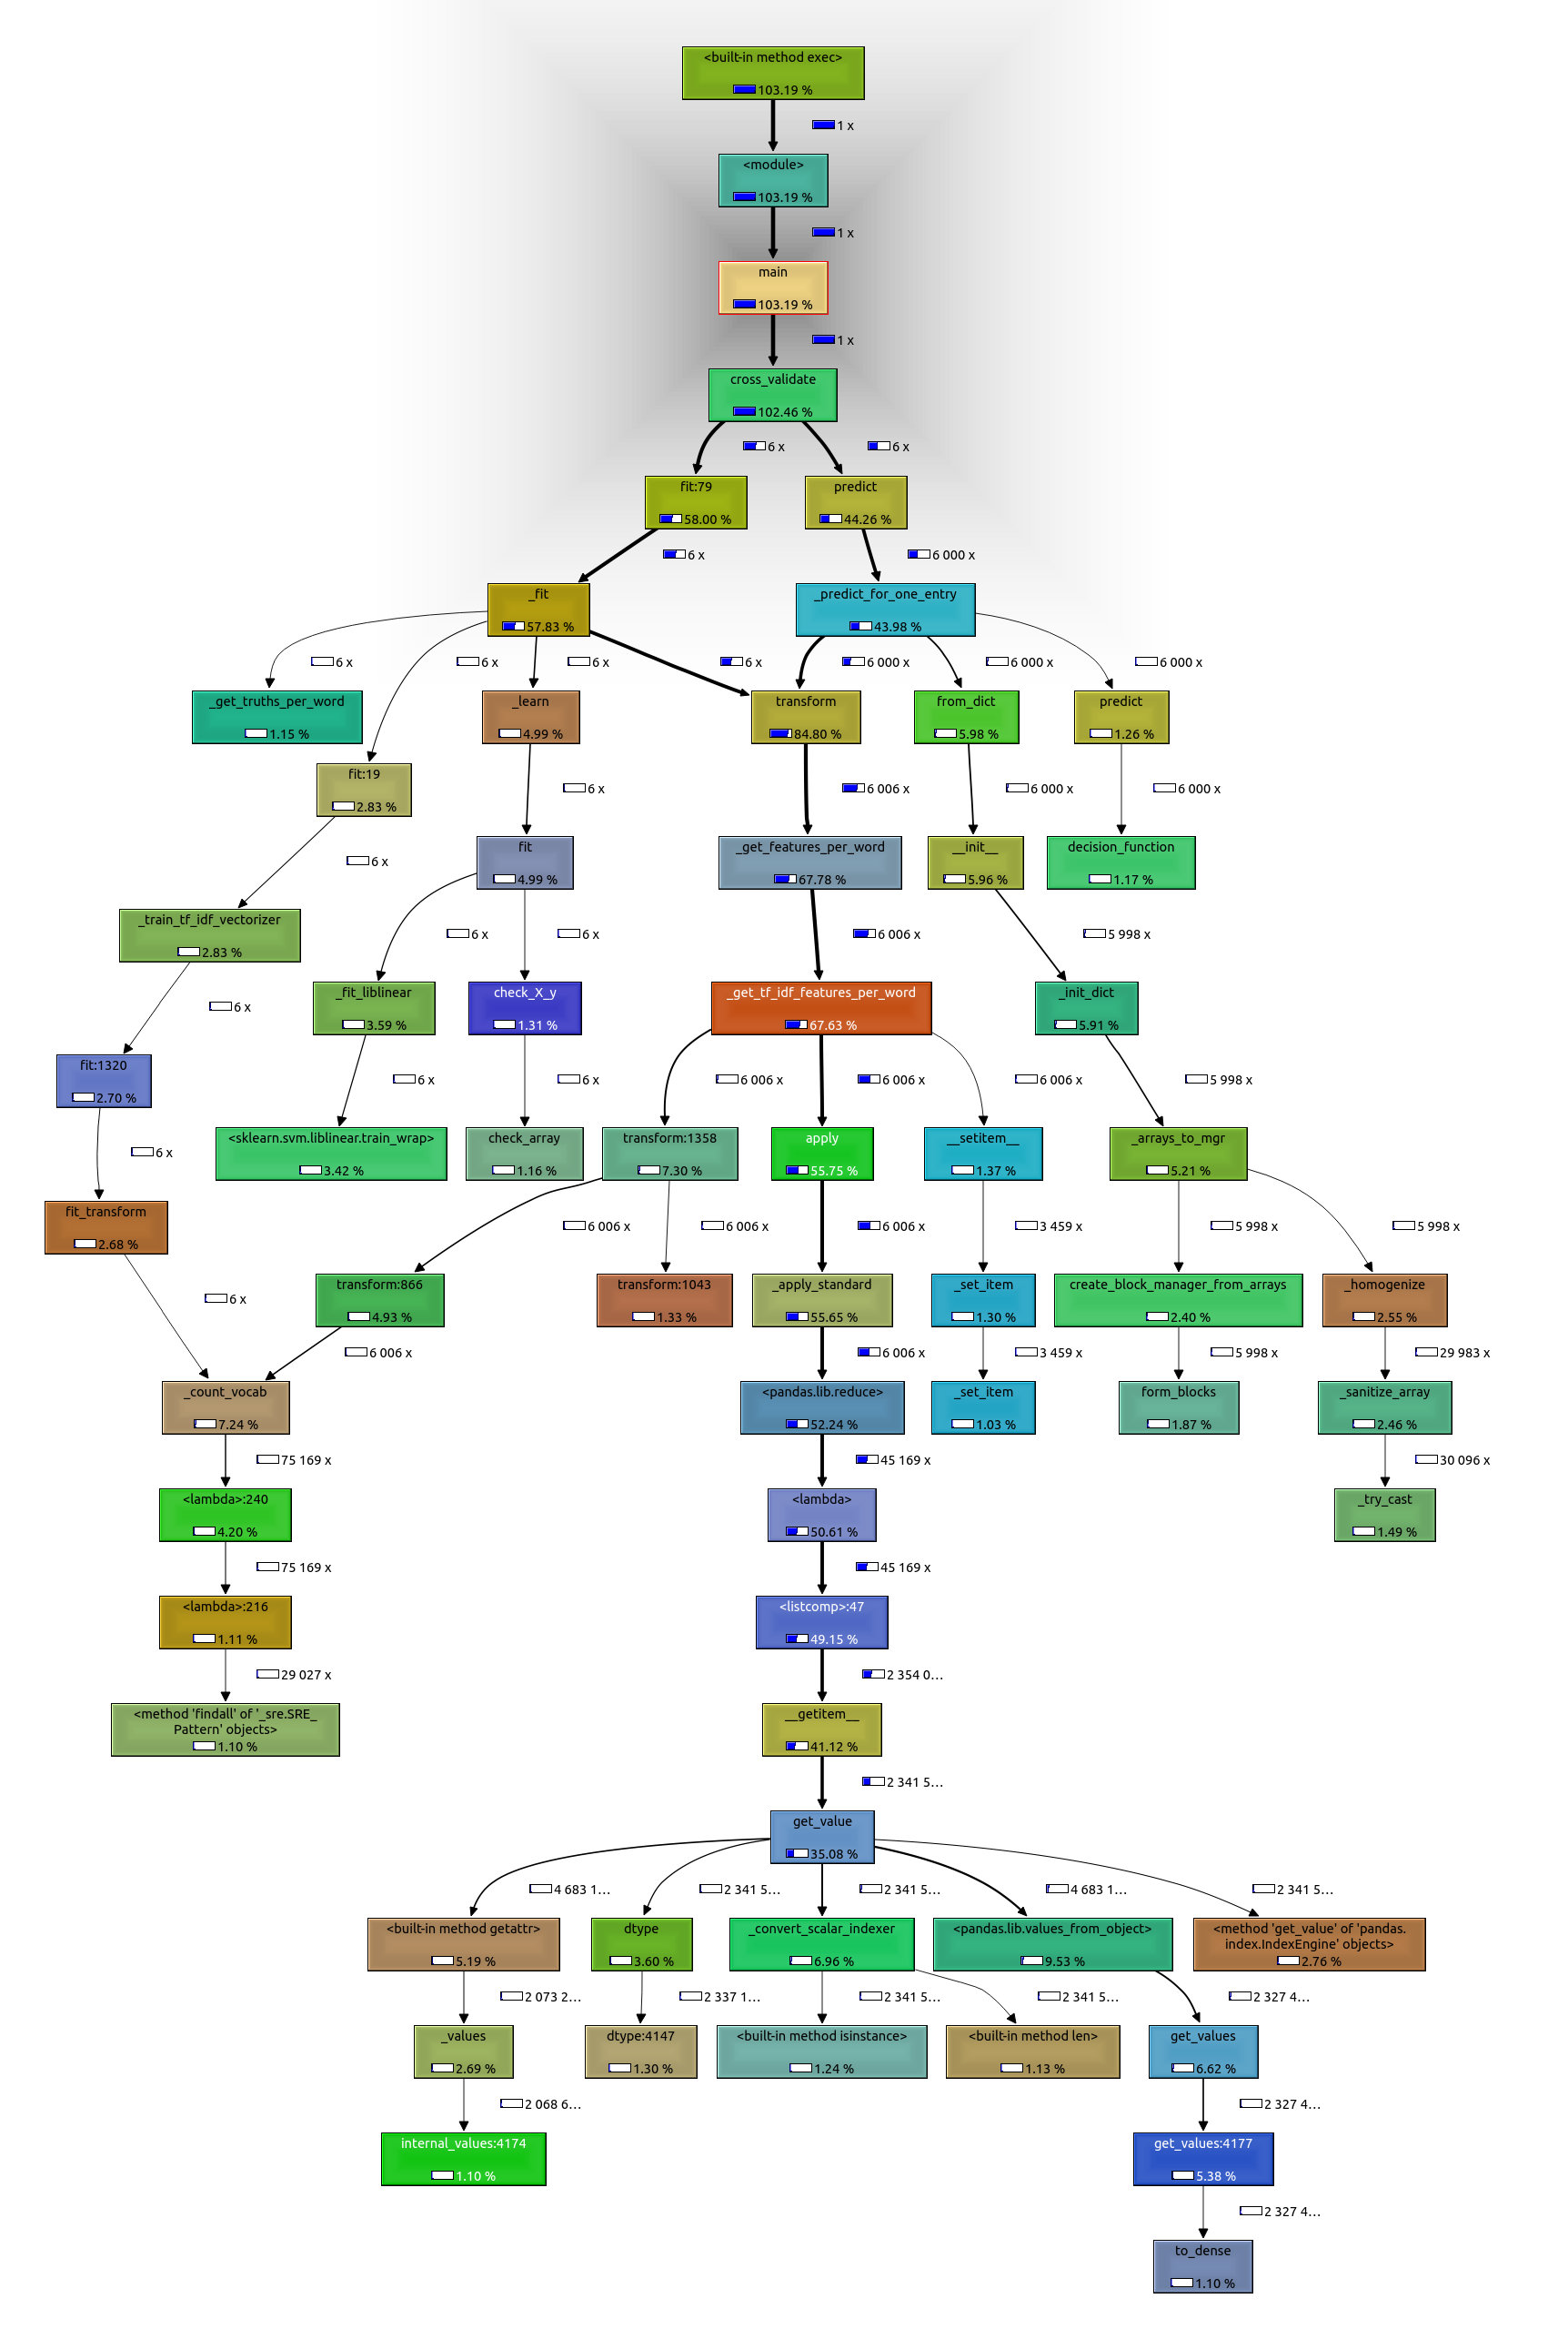 <built-in method exec>
103.19 %
1 x
<module>
103.19 %
1 x
main
103.19 %
1 x
cross_validate
102.46 %
6 x
6 x
fit:79
58.00 %
predict
44.26 %
6 x
6 000 x
_fit
57.83 %
_predict_for_one_entry
43.98 %
6 x
6 x
6 x
6 x
6 000 x
6 000 x
6 000 x
_get_truths_per_word
1.15 %
_learn
4.99 %
transform
84.80 %
from_dict
5.98 %
predict
1.26 %
fit:19
2.83 %
6 x
6 006 x
6 000 x
6 000 x
6 x
fit
4.99 %
_get_features_per_word
67.78 %
__init__
5.96 %
decision_function
1.17 %
_train_tf_idf_vectorizer
2.83 %
6 x
6 x
6 006 x
5 998 x
6 x
_fit_liblinear
3.59 %
check_X_y
1.31 %
_get_tf_idf_features_per_word
67.63 %
_init_dict
5.91 %
fit:1320
2.70 %
6 x
6 x
6 006 x
6 006 x
6 006 x
5 998 x
6 x
<sklearn.svm.liblinear.train_wrap>
3.42 %
check_array
1.16 %
transform:1358
7.30 %
apply
55.75 %
__setitem__
1.37 %
_arrays_to_mgr
5.21 %
fit_transform
2.68 %
6 006 x
6 006 x
6 006 x
3 459 x
5 998 x
5 998 x
6 x
transform:866
4.93 %
transform:1043
1.33 %
_apply_standard
55.65 %
_set_item
1.30 %
create_block_manager_from_arrays
2.40 %
_homogenize
2.55 %
6 006 x
6 006 x
3 459 x
5 998 x
29 983 x
_count_vocab
7.24 %
<pandas.lib.reduce>
52.24 %
_set_item
1.03 %
form_blocks
1.87 %
_sanitize_array
2.46 %
75 169 x
45 169 x
30 096 x
<lambda>:240
4.20 %
<lambda>
50.61 %
_try_cast
1.49 %
75 169 x
45 169 x
<lambda>:216
1.11 %
<listcomp>:47
49.15 %
29 027 x
2 354 0...
<method 'findall' of '_sre.SRE_
Pattern' objects>
1.10 %
__getitem__
41.12 %
2 341 5...
get_value
35.08 %
4 683 1...
2 341 5...
2 341 5...
4 683 1...
2 341 5...
<built-in method getattr>
5.19 %
dtype
3.60 %
_convert_scalar_indexer
6.96 %
<pandas.lib.values_from_object>
9.53 %
<method 'get_value' of 'pandas.
index.IndexEngine' objects>
2.76 %
2 073 2...
2 337 1...
2 341 5...
2 341 5...
2 327 4...
_values
2.69 %
dtype:4147
1.30 %
<built-in method isinstance>
1.24 %
<built-in method len>
1.13 %
get_values
6.62 %
2 068 6...
2 327 4...
internal_values:4174
1.10 %
get_values:4177
5.38 %
2 327 4...
to_dense
1.10 %